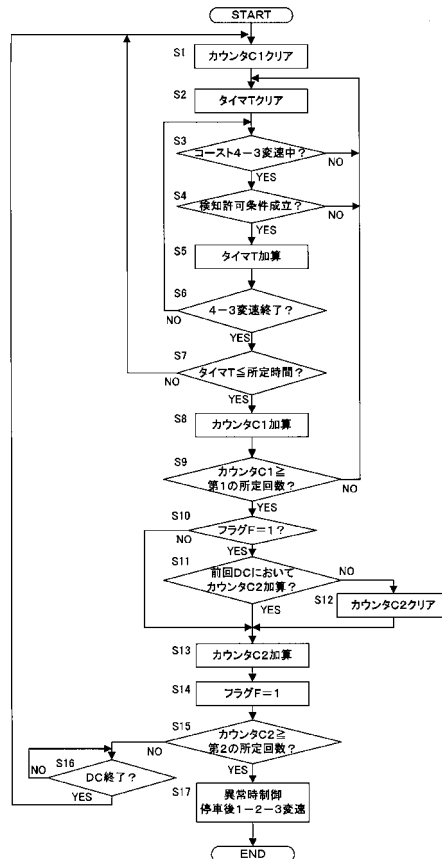 START
S1
カウンタC1クリア
S2
タイマTクリア
S3
コースト4-3変速中?
NO
YES
S4
検知許可条件成立?
NO
YES
S5
タイマT加算
S6
4-3変速終了?
NO
YES
S7
タイマT≦所定時間?
NO
YES
S8
カウンタC1加算
S9
カウンタC1≧
第1の所定回数?
NO
YES
S10
フラグF=1?
NO
YES
S11
前回DCにおいて
カウンタC2加算?
NO
YES
S12
カウンタC2クリア
S13
カウンタC2加算
S14
フラグF=1
S15
カウンタC2≧
第2の所定回数?
NO
YES
S16
DC終了?
NO
YES
S17
異常時制御
停車後1-2-3変速
END